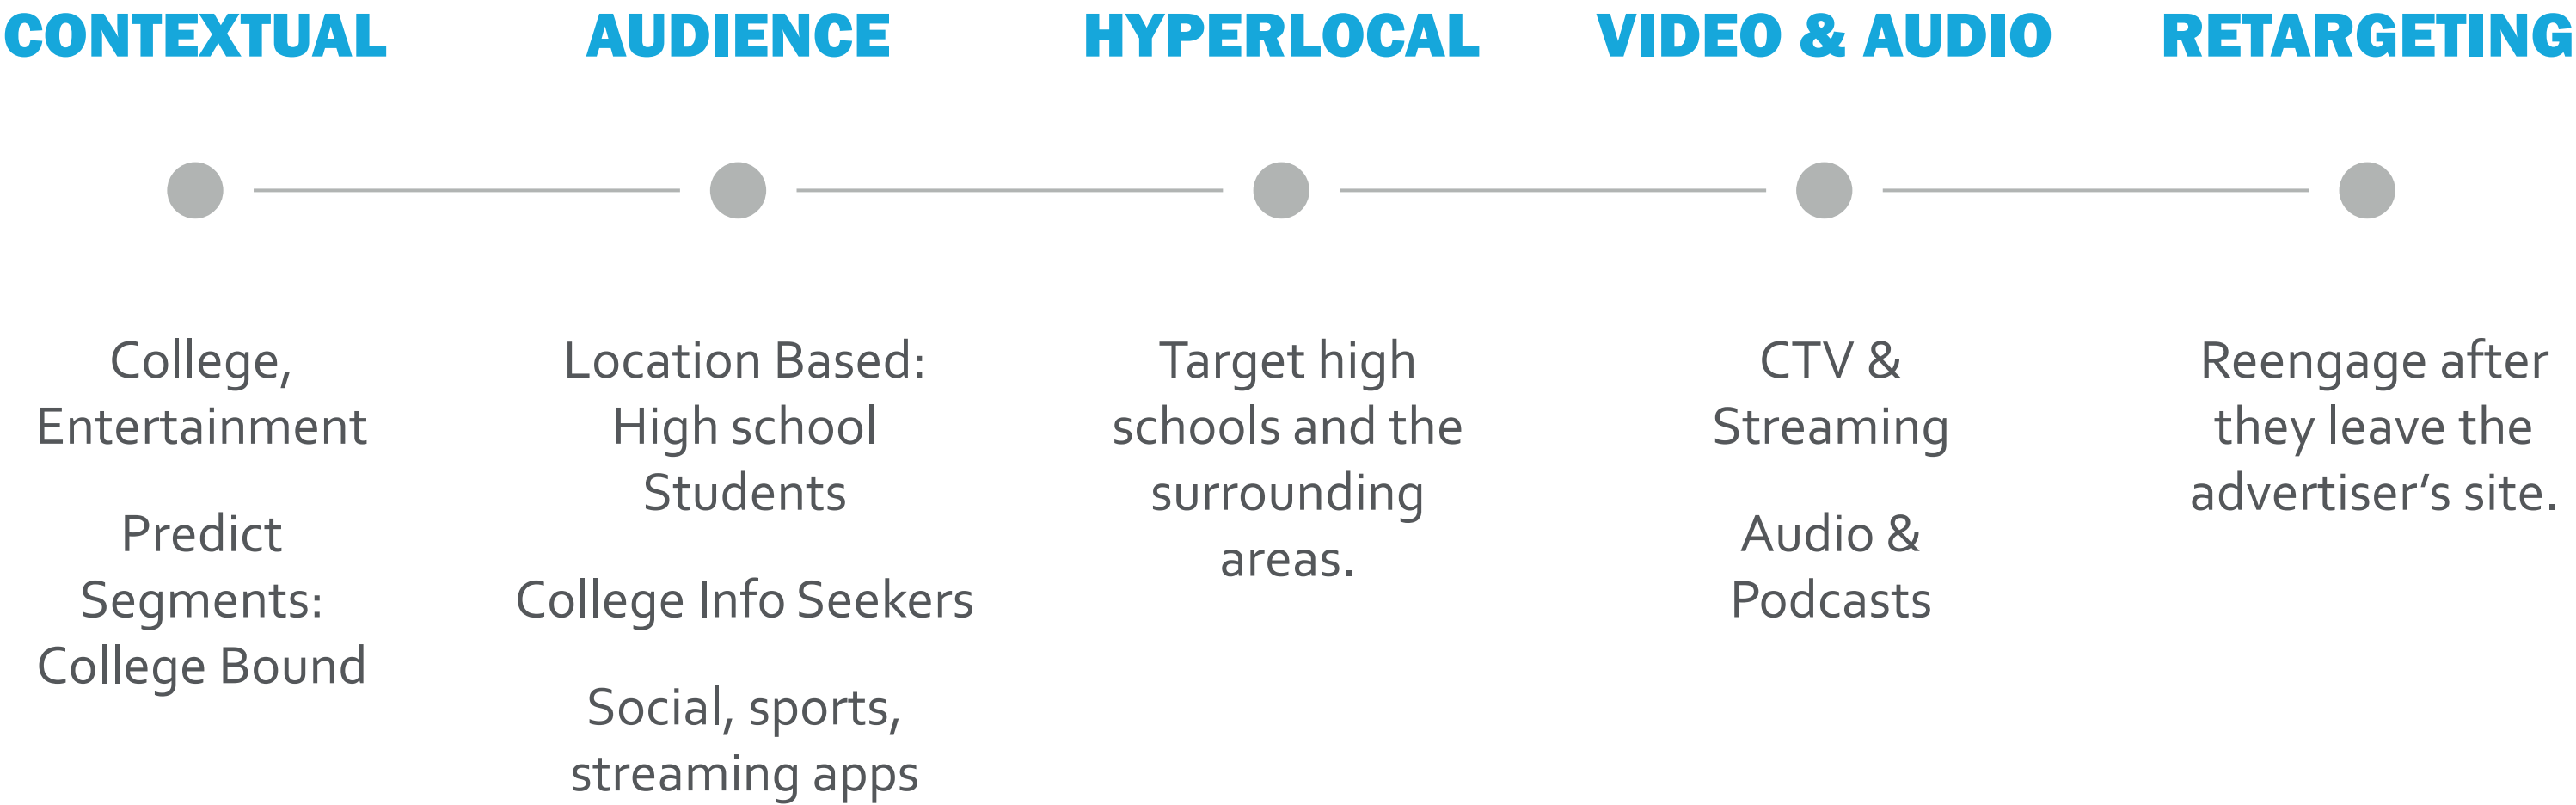 CONTEXTUAL
College,
Entertainment
Predict
Segments:
College Bound
AUDIENCE
Location Based:
High school
Students
College Info Seekers
Social, sports,
streaming apps
HYPERLOCAL
Target high
schools and the
surrounding
areas.
VIDEO & AUDIO
CTV &
Streaming
Audio &
Podcasts
RETARGETING
Reengage after
they leave the
advertiser’s site.